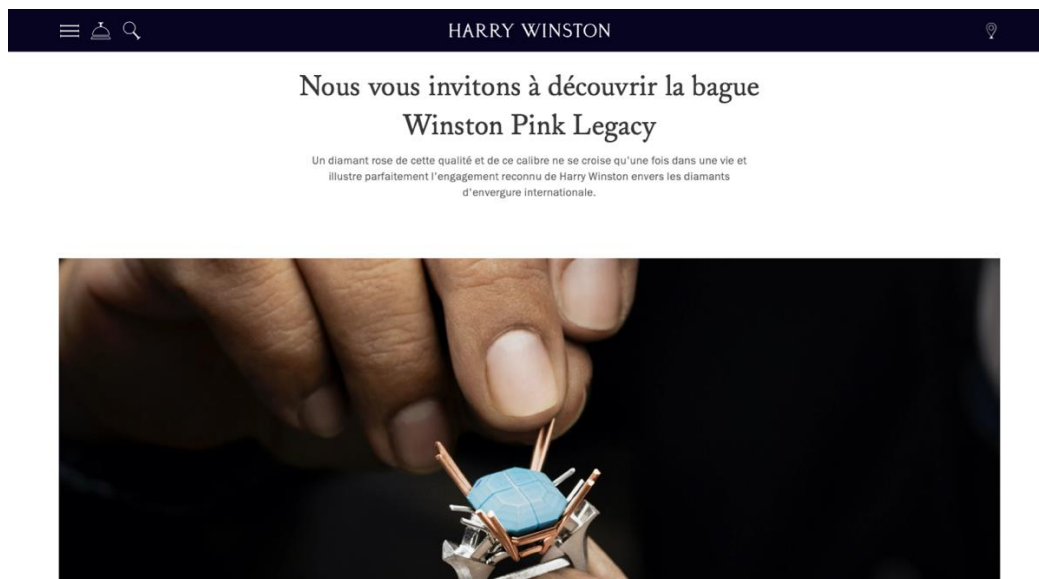 HARRY WINSTON
Nous vous invitons à découvrir la bague
Winston Pink Legacy
Un diamant rose de cette qualité et de ce calibre ne se croise qu'une fois dans une vie et
illustre parfaitement l'engagement reconnu de Harry Winston envers les diamants
d'envergure internationale.